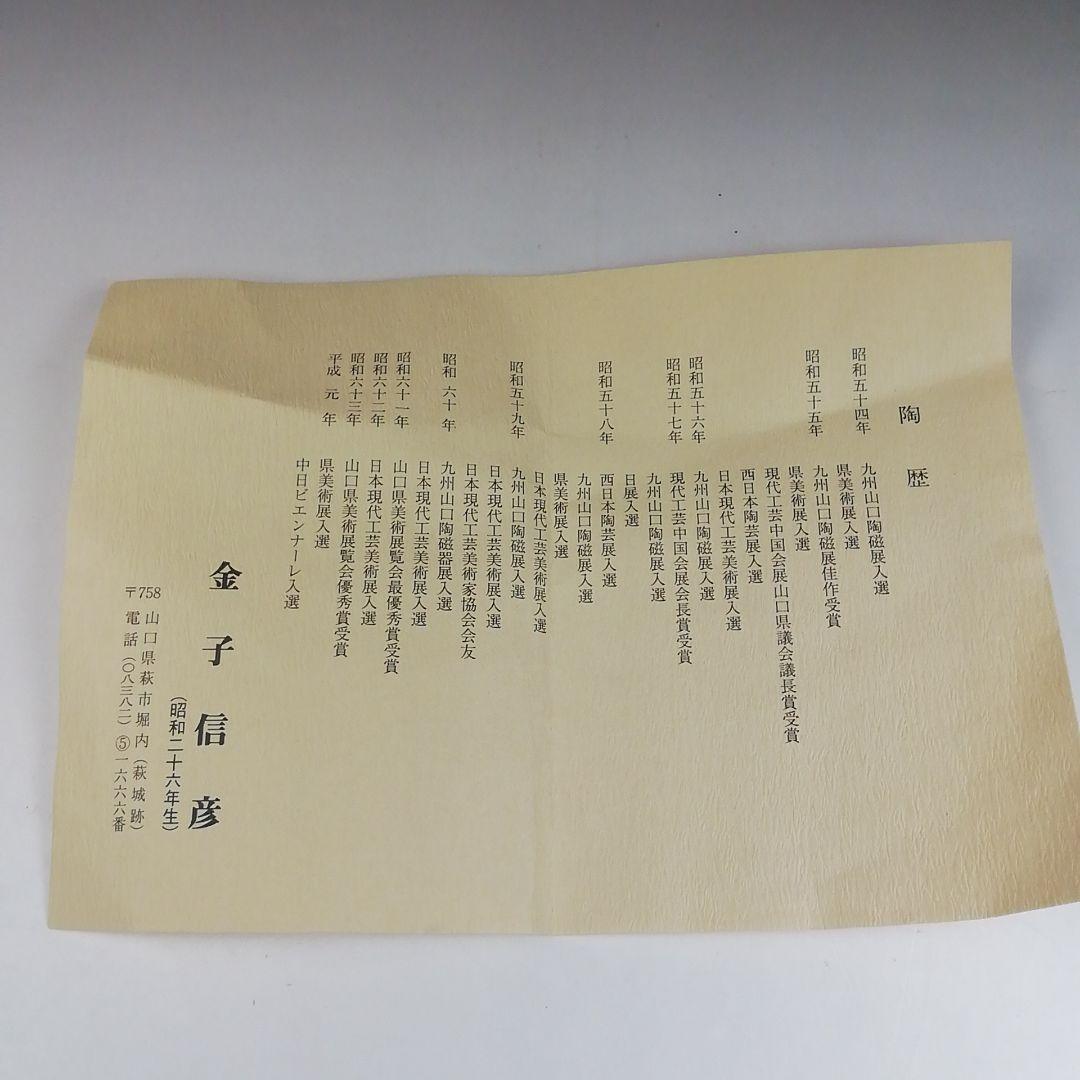 陶歴
昭和五十四年 九州山口陶磁展入選
県美術展入選
昭和五十五年 九州山口陶磁展佳作受賞
県美術展入選
現代工芸中国会展山口県議会議長賞受賞
西日本陶芸展入選
日本現代工芸美術展入選
昭和五十六年 九州山口陶磁展入選
昭和五十七年 現代工芸中国会展会長賞受賞
九州山口陶磁展入選
日展入選
昭和五十八年 西日本陶芸展入選
九州山口陶磁展入選
県美術展入選
日本現代工芸美術展入選
昭和五十九年 九州山口陶磁展入選
日本現代工芸美術展入選
日本現代工芸美術家協会会友
昭和六十年 九州山口陶磁器展入選
日本現代工芸美術展入選
昭和六十一年 山口県美術展覧会最優秀賞受賞
昭和六十二年 日本現代工芸美術展入選
昭和六十三年 山口県美術展覧会優秀賞受賞
平成元年 県美術展入選
中日ビエンナーレ入選
金子信彦
(昭和二十六年生)
〒758 山口県萩市堀内(萩城跡)
電話(〇八三八二)⑤一六六六番